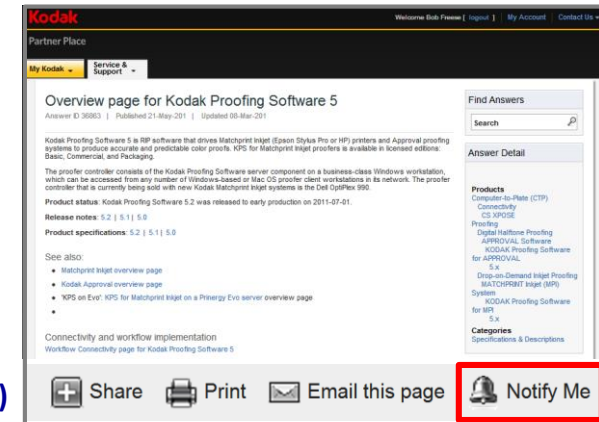 Kodak
Welcome Bob Freese [ logout ] | My Account | Contact Us
Partner Place
My Kodak
Service &
Support
Overview page for Kodak Proofing Software 5
Answer ID 36863 | Published 21-May-201 | Updated 08-Mar-201
Kodak Proofing Software 5 is RIP software that drives Matchprint Inkjet (Epson Stylus Pro or HP) printers and Approval proofing
systems to produce accurate and predictable color proofs. KPS for Matchprint Inkjet proofers is available in licensed editions:
Basic, Commercial, and Packaging.
The proofer controller consists of the Kodak Proofing Software server component on a business-class Windows workstation,
which can be accessed from any number of Windows-based or Mac OS proofer client workstations in its network. The proofer
controller that is currently being sold with new Kodak Matchprint Inkjet systems is the Dell OptiPlex 990.
Product status: Kodak Proofing Software 5.2 was released to early production on 2011-07-01.
Release notes: 5.2 | 5.1 | 5.0
Product specifications: 5.2 | 5.1 | 5.0
See also:
• Matchprint Inkjet overview page
• Kodak Approval overview page
• 'KPS on Evo': KPS for Matchprint Inkjet on a Prinergy Evo server overview page
•
Connectivity and workflow implementation
Workflow Connectivity page for Kodak Proofing Software 5
Find Answers
Search
Answer Detail
Products
Computer-to-Plate (CTP)
Connectivity
CS XPOSE
Proofing
Digital Halftone Proofing
APPROVAL Software
KODAK Proofing Software
for APPROVAL
5.x
Drop-on-Demand Inkjet Proofing
MATCHPRINT Inkjet (MPI)
System
KODAK Proofing Software
for MPI
5.x
Categories
Specifications & Descriptions
)
Share Print Email this page Notify Me